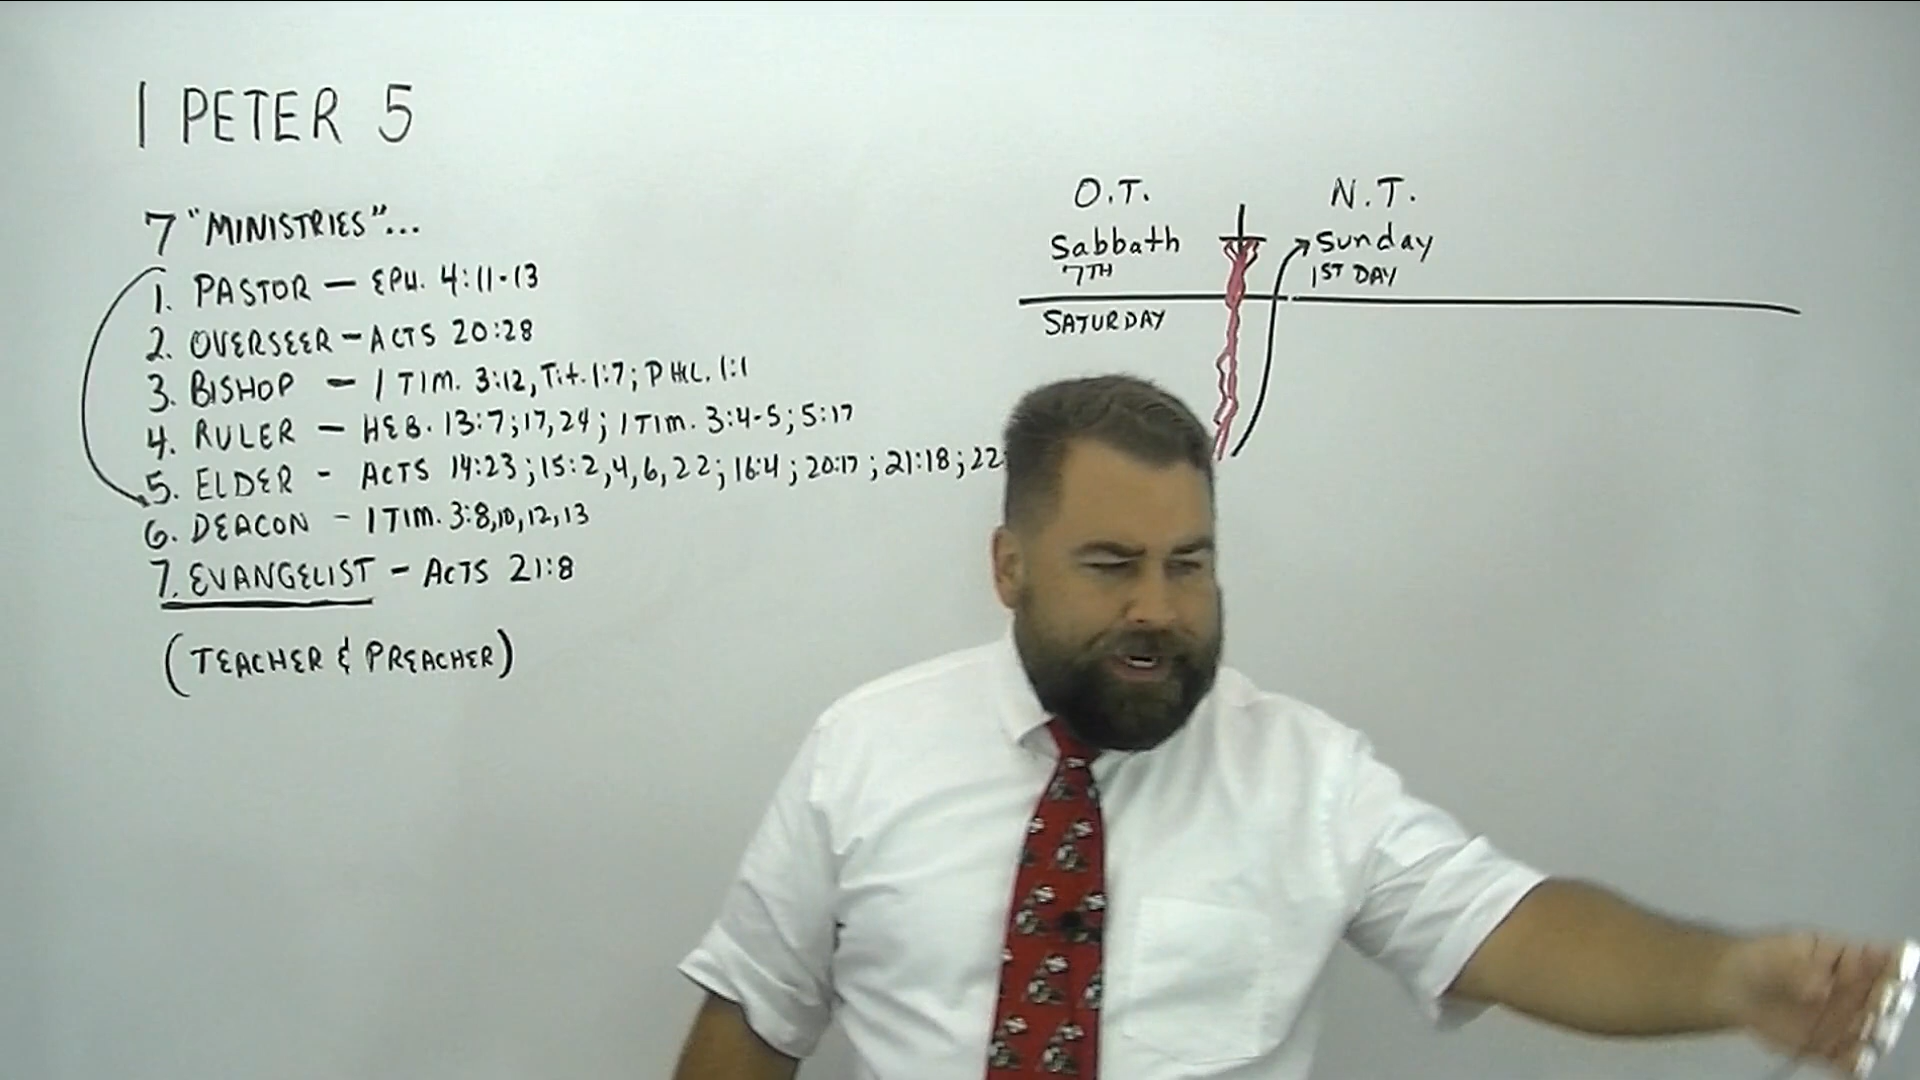 1 PETER 5
7 "MINISTRIES"...
1. PASTOR — EPH. 4:11-13
2. OVERSEER — ACTS 20:28
3. BISHOP — 1 TIM. 3:12, Tit. 1:7; PHIL. 1:1
4. RULER — HEB. 13:7;17,24; 1 TIM. 3:4-5; 5:17
5. ELDER - ACTS 14:23; 15:2,4,6,22; 16:4; 20:17; 21:18; 22
6. DEACON - 1 TIM. 3:8,10,12,13
7. EVANGELIST - ACTS 21:8
(TEACHER & PREACHER)
O.T.
Sabbath
7TH
SATURDAY
N.T.
Sunday
1ST DAY